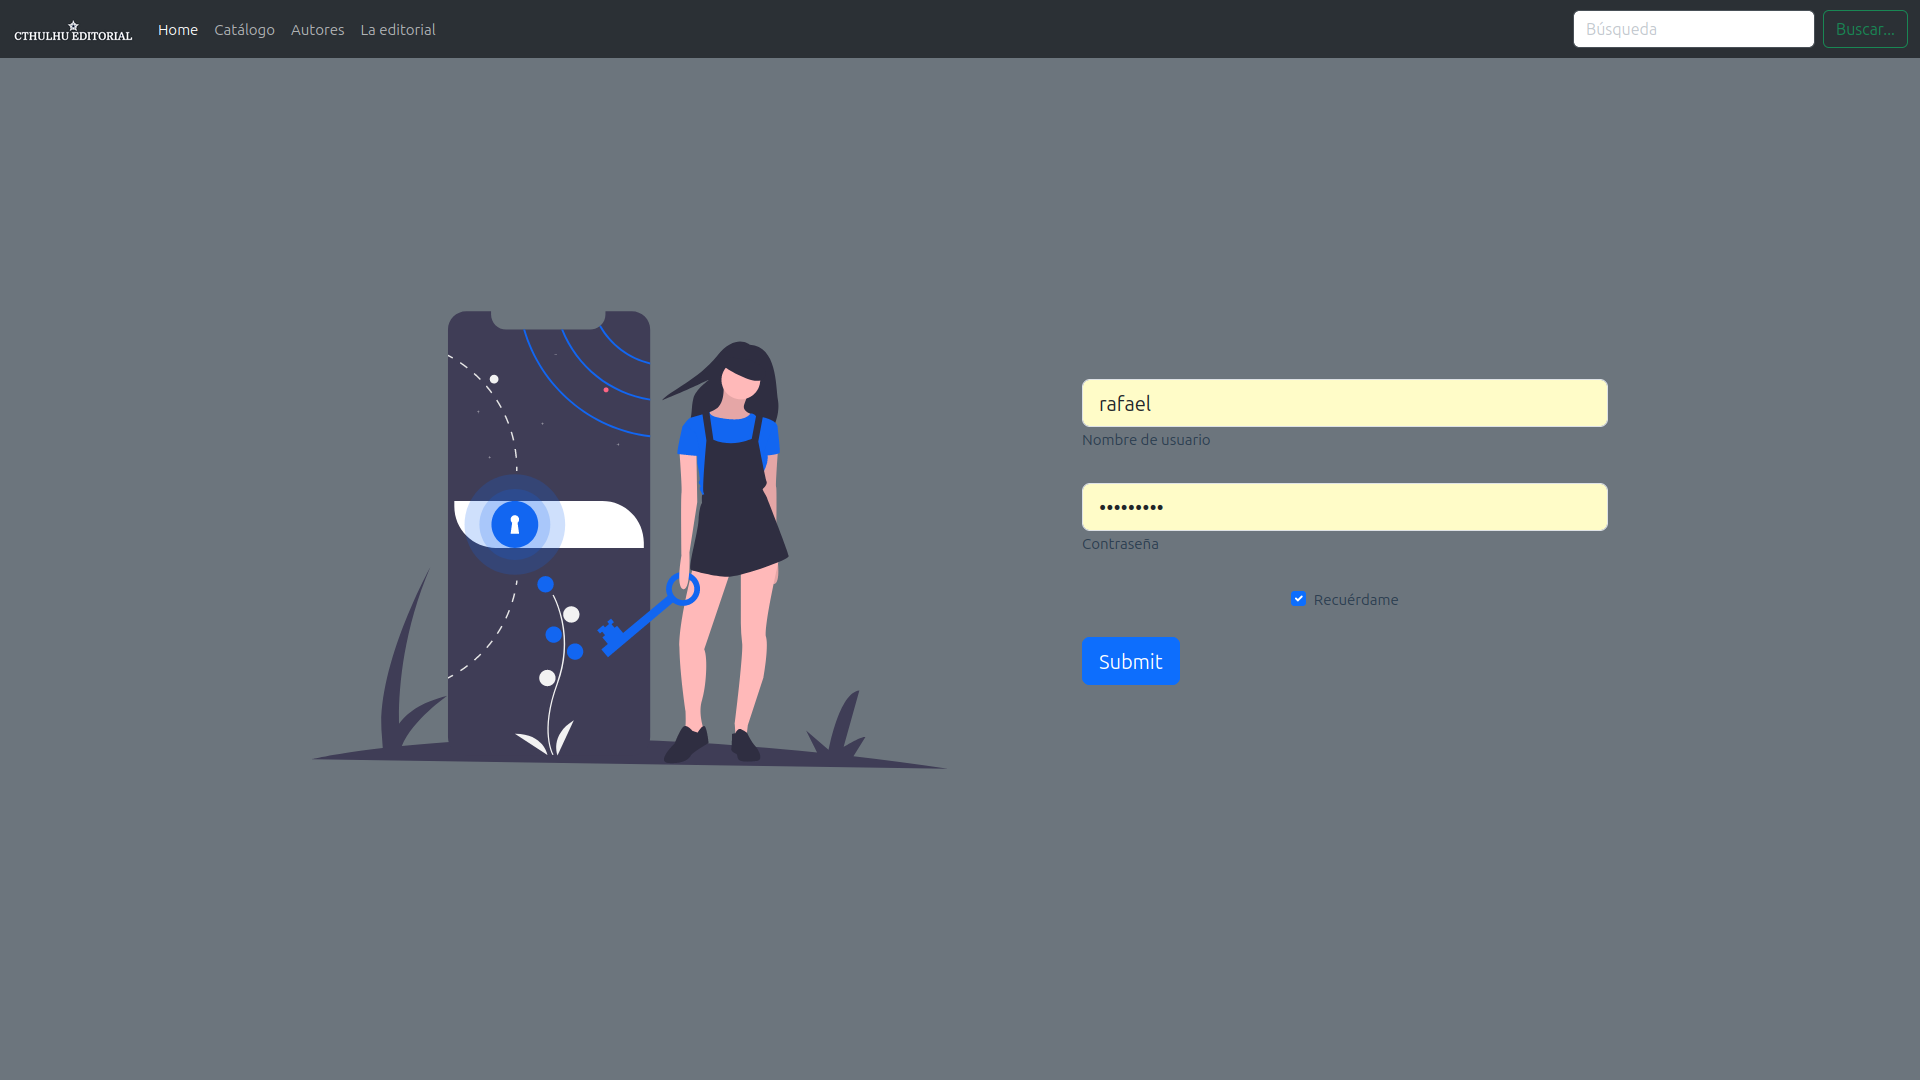 CTHULHU EDITORIAL
Home Catálogo Autores La editorial
Búsqueda
Buscar...
rafael
Nombre de usuario
•••••••••
Contraseña
Recuérdame
Submit